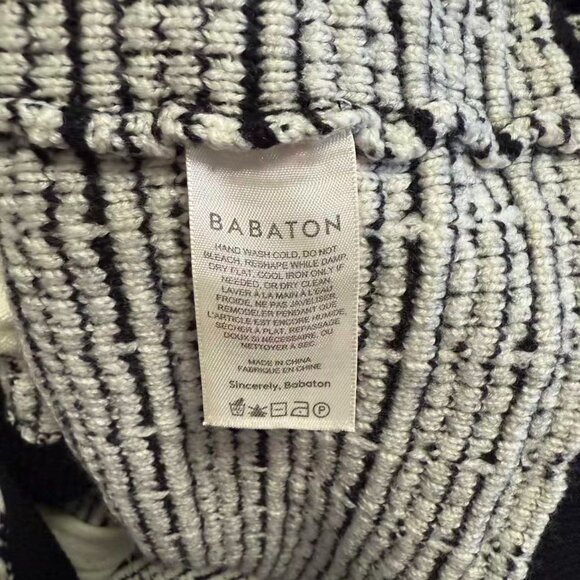 BABATON
HAND WASH COLD, DO NOT
BLEACH, RESHAPE WHILE DAMP,
DRY FLAT, COOL IRON ONLY IF
NEEDED, OR DRY CLEAN.
LAVER À LA MAIN À L'EAU
FROIDE, NE PAS JAVELISER,
REMODELER PENDANT QUE
L'ARTICLE EST ENCORE HUMIDE,
SÉCHER À PLAT, REPASSAGE
DOUX SI NÉCESSAIRE, OU
NETTOYER À SEC.
MADE IN CHINA
FABRIQUÉ EN CHINE
Sincerely, Babaton
P